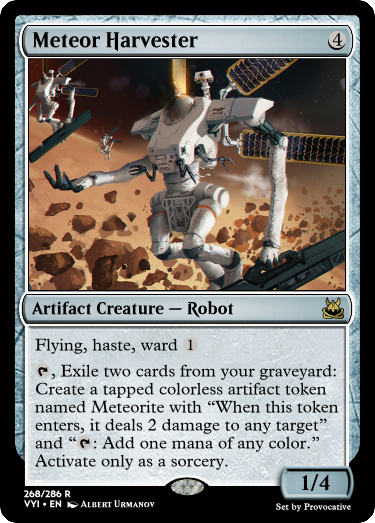 Meteor Harvester 4
Artifact Creature — Robot
Flying, haste, ward 1
, Exile two cards from your graveyard:
Create a tapped colorless artifact token
named Meteorite with “When this token
enters, it deals 2 damage to any target”
and “: Add one mana of any color.”
Activate only as a sorcery.
1/4
268/286 R
VYI • EN Albert Urmanov
Set by Provocative